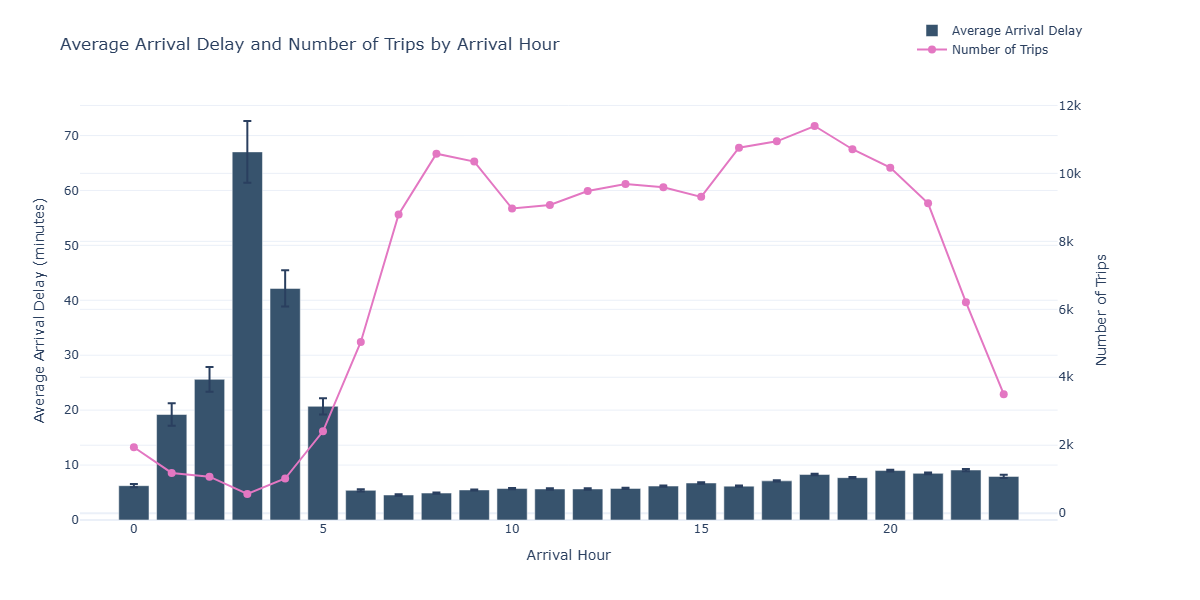 Average Arrival Delay and Number of Trips by Arrival Hour
Average Arrival Delay
Number of Trips
70
60
50
40
30
20
10
0
Average Arrival Delay (minutes)
12k
10k
8k
6k
4k
2k
0
Number of Trips
0 5 10 15 20
Arrival Hour